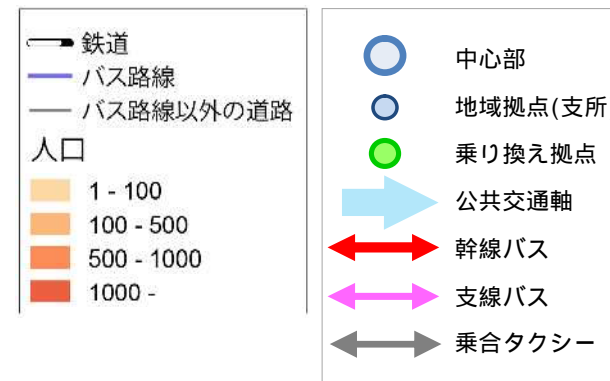 鉄道
バス路線
バス路線以外の道路
人口
1 - 100
100 - 500
500 - 1000
1000 -
中心部
地域拠点(支所
乗り換え拠点
公共交通軸
幹線バス
支線バス
乗合タクシー